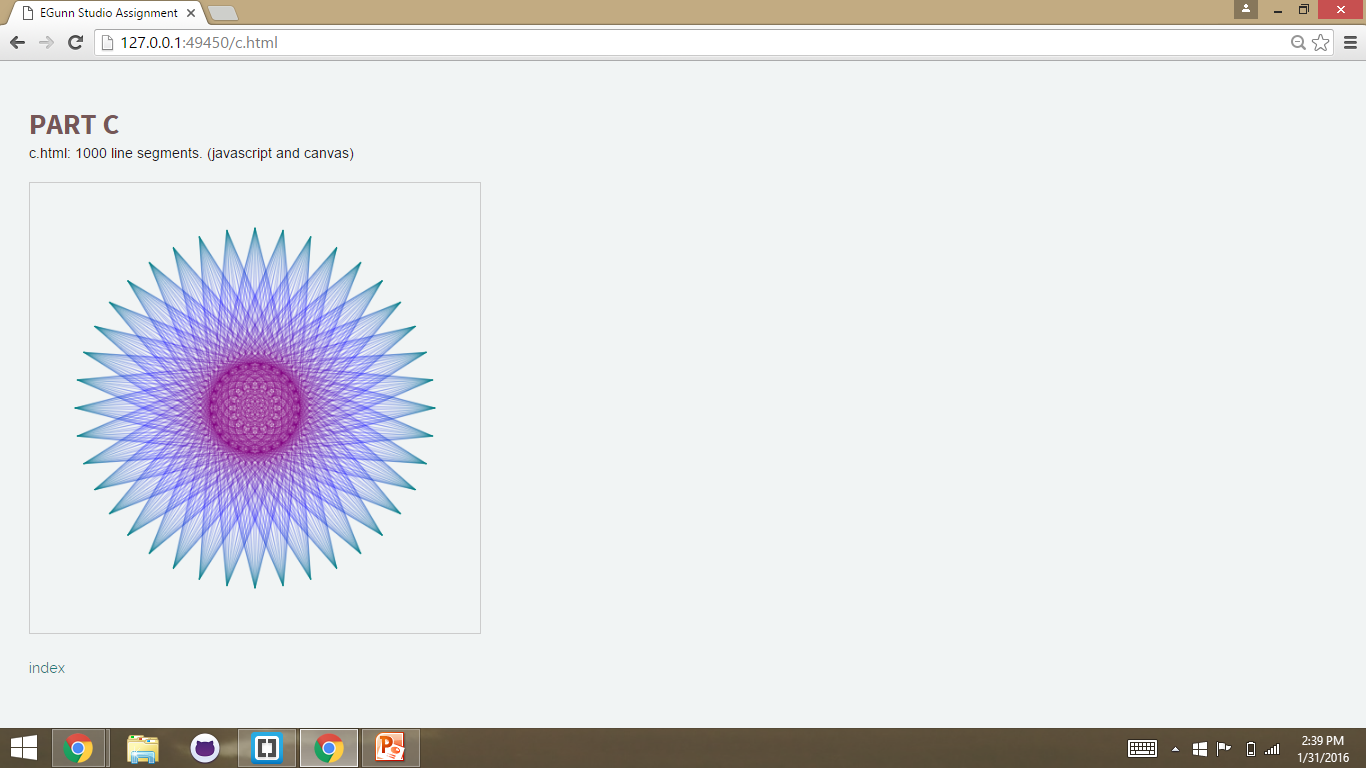 EGunn Studio Assignment
127.0.0.1:49450/c.html
PART C
c.html: 1000 line segments. (javascript and canvas)
index
2:39 PM
1/31/2016